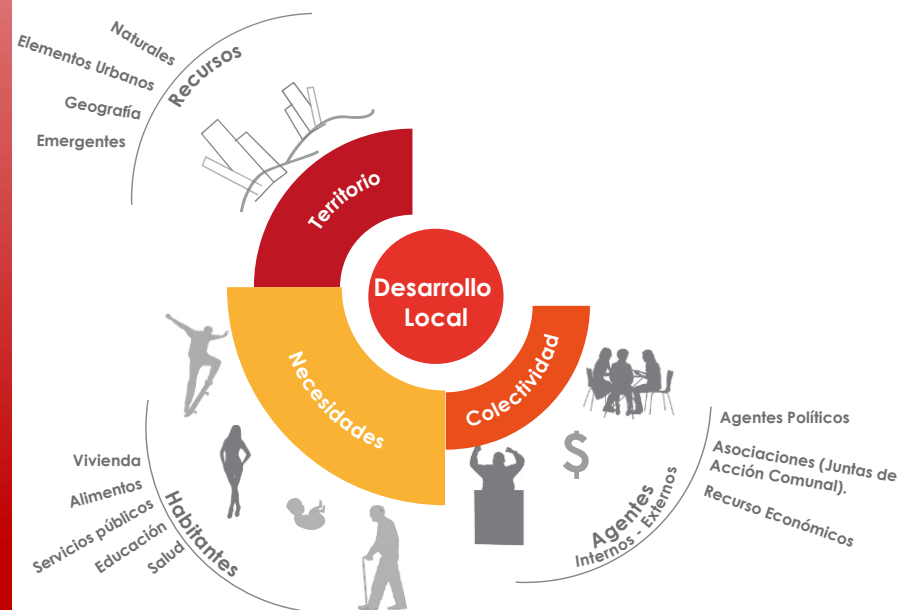 Naturales
Elementos Urbanos
Geografía
Emergentes
Recursos
Territorio
Desarrollo
Local
Necesidades
Colectividad
Vivienda
Alimentos
Servicios públicos
Educación
Salud
Habitantes
Agentes
Internos - Externos
Agentes Políticos
Asociaciones (Juntas de
Acción Comunal).
Recurso Económicos
$